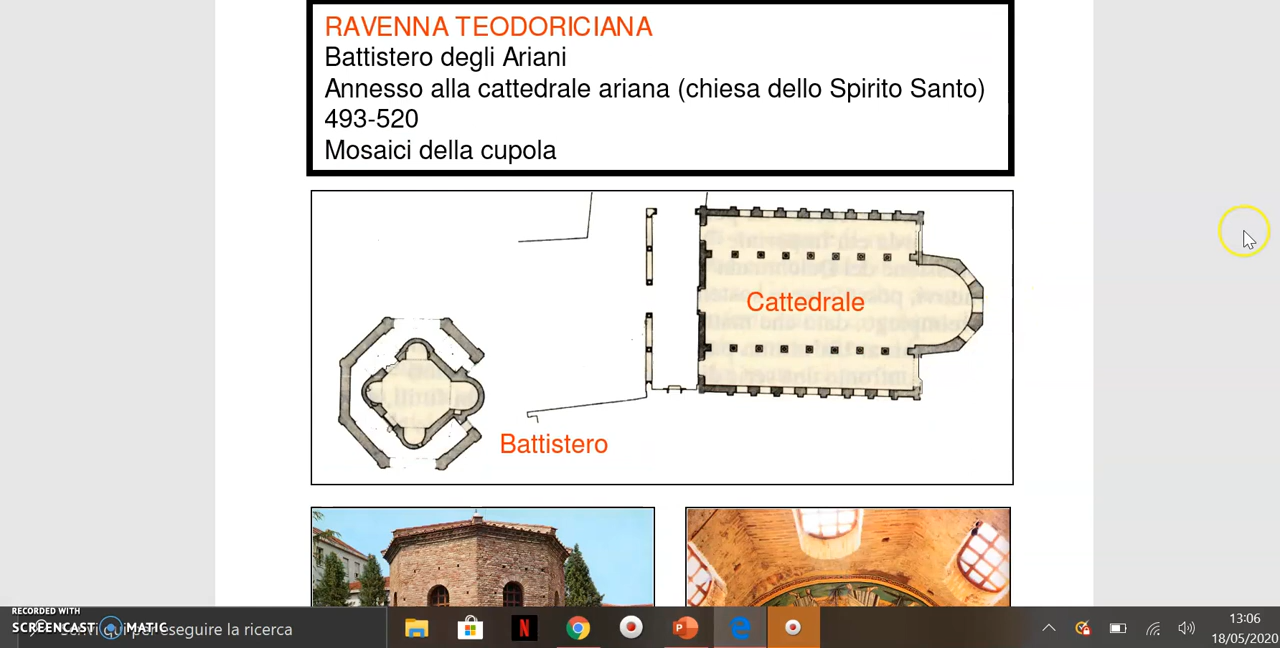 RAVENNA TEODORICIANA
Battistero degli Ariani
Annesso alla cattedrale ariana (chiesa dello Spirito Santo)
493-520
Mosaici della cupola
Cattedrale
Battistero
RECORDED WITH
SCREENCAST MATIC
per eseguire la ricerca
13:06
18/05/2020